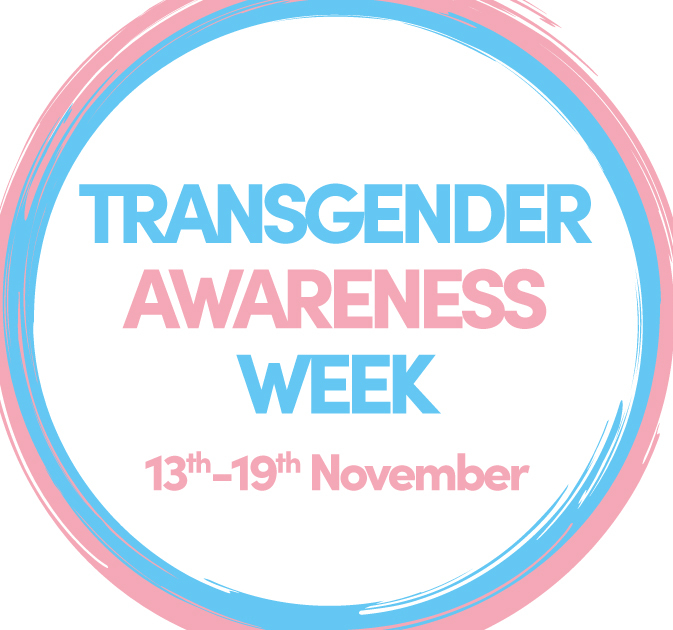 TRANSGENDER
AWARENESS
WEEK
13th-19th November